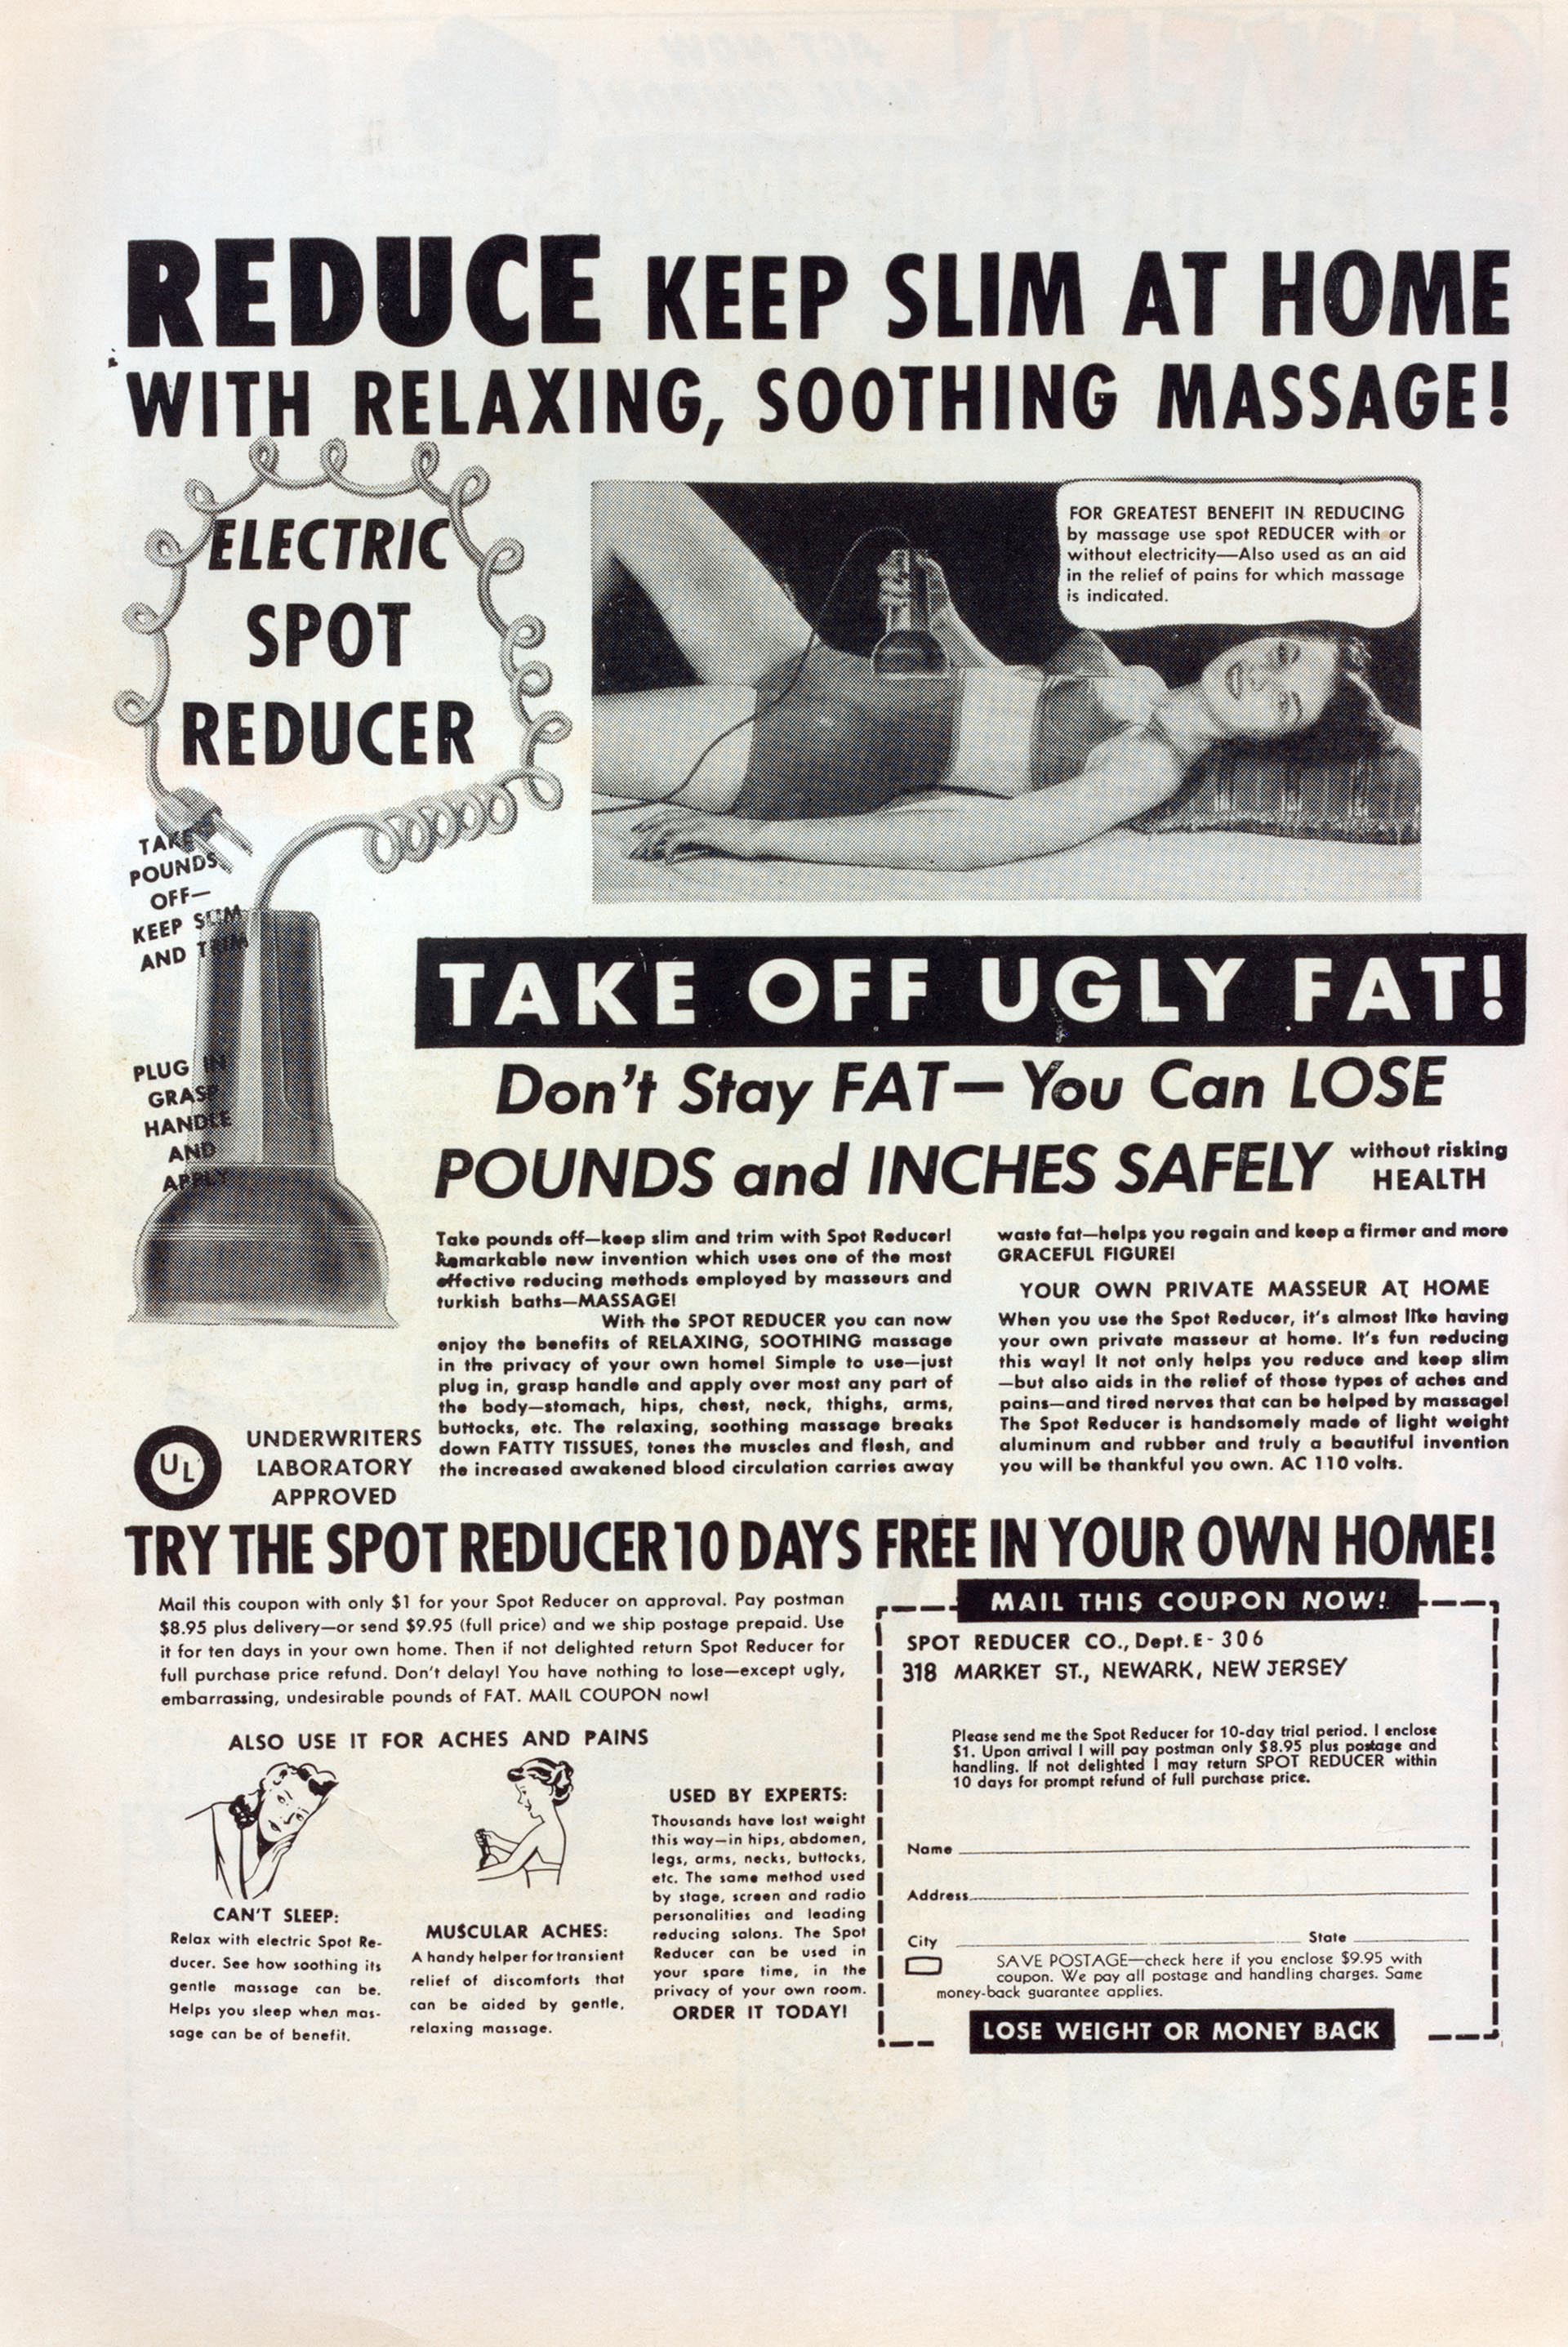 REDUCE KEEP SLIM AT HOME
WITH RELAXING, SOOTHING MASSAGE!
ELECTRIC
SPOT
REDUCER
FOR GREATEST BENEFIT IN REDUCING
by massage use spot REDUCER with or
without electricity—Also used as an aid
in the relief of pains for which massage
is indicated.
TAKE
POUNDS
OFF—
KEEP SLIM
AND TRIM
PLUG IN
GRASP
HANDLE
AND
APPLY
TAKE OFF UGLY FAT!
Don't Stay FAT—You Can LOSE
POUNDS and INCHES SAFELY without risking
HEALTH
Take pounds off—keep slim and trim with Spot Reducer!
Remarkable new invention which uses one of the most
effective reducing methods employed by masseurs and
turkish baths—MASSAGE!
With the SPOT REDUCER you can now
enjoy the benefits of RELAXING, SOOTHING massage
in the privacy of your own home! Simple to use—just
plug in, grasp handle and apply over most any part of
the body—stomach, hips, chest, neck, thighs, arms,
buttocks, etc. The relaxing, soothing massage breaks
down FATTY TISSUES, tones the muscles and flesh, and
the increased awakened blood circulation carries away
waste fat—helps you regain and keep a firmer and more
GRACEFUL FIGURE!
YOUR OWN PRIVATE MASSEUR AT HOME
When you use the Spot Reducer, it's almost like having
your own private masseur at home. It's fun reducing
this way! It not only helps you reduce and keep slim
—but also aids in the relief of those types of aches and
pains—and tired nerves that can be helped by massage!
The Spot Reducer is handsomely made of light weight
aluminum and rubber and truly a beautiful invention
you will be thankful you own. AC 110 volts.
UL
UNDERWRITERS
LABORATORY
APPROVED
TRY THE SPOT REDUCER 10 DAYS FREE IN YOUR OWN HOME!
Mail this coupon with only $1 for your Spot Reducer on approval. Pay postman
$8.95 plus delivery—or send $9.95 (full price) and we ship postage prepaid. Use
it for ten days in your own home. Then if not delighted return Spot Reducer for
full purchase price refund. Don't delay! You have nothing to lose—except ugly,
embarrassing, undesirable pounds of FAT. MAIL COUPON now!
ALSO USE IT FOR ACHES AND PAINS
CAN'T SLEEP:
Relax with electric Spot Re-
ducer. See how soothing its
gentle massage can be.
Helps you sleep when mas-
sage can be of benefit.
MUSCULAR ACHES:
A handy helper for transient
relief of discomforts that
can be aided by gentle,
relaxing massage.
USED BY EXPERTS:
Thousands have lost weight
this way—in hips, abdomen,
legs, arms, necks, buttocks,
etc. The same method used
by stage, screen and radio
personalities and leading
reducing salons. The Spot
Reducer can be used in
your spare time, in the
privacy of your own room.
ORDER IT TODAY!
MAIL THIS COUPON NOW!
SPOT REDUCER CO., Dept. E-306
318 MARKET ST., NEWARK, NEW JERSEY
Please send me the Spot Reducer for 10-day trial period. I enclose
$1. Upon arrival I will pay postman only $8.95 plus postage and
handling. If not delighted I may return SPOT REDUCER within
10 days for prompt refund of full purchase price.
Name
Address
City State
SAVE POSTAGE—check here if you enclose $9.95 with
coupon. We pay all postage and handling charges. Same
money-back guarantee applies.
LOSE WEIGHT OR MONEY BACK